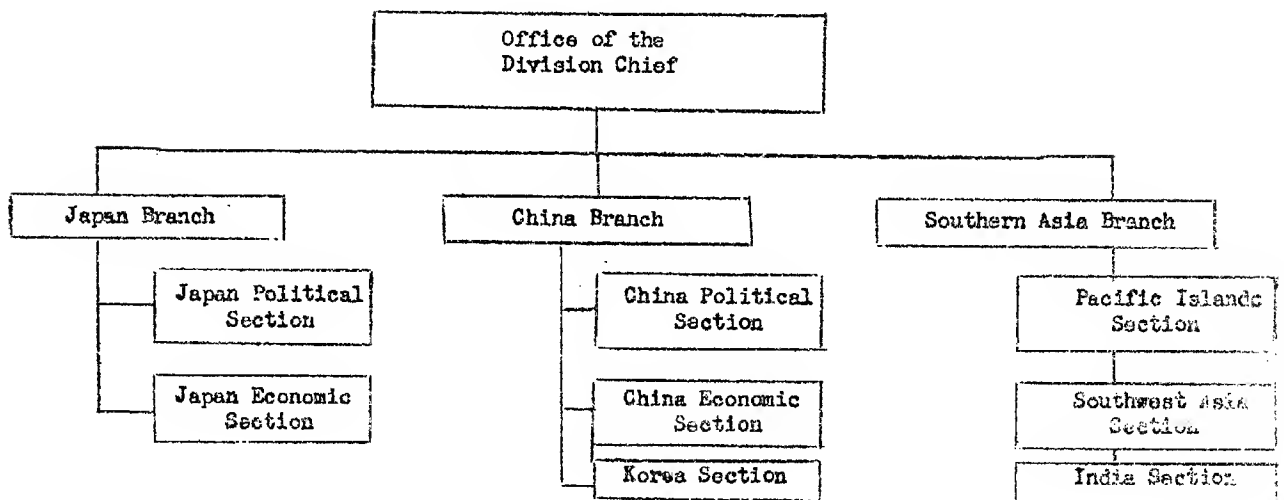 Office of the
Division Chief
Japan Branch
China Branch
Southern Asia Branch
Japan Political
Section
China Political
Section
Pacific Islands
Section
Japan Economic
Section
China Economic
Section
Southwest Asia
Section
Korea Section
India Section